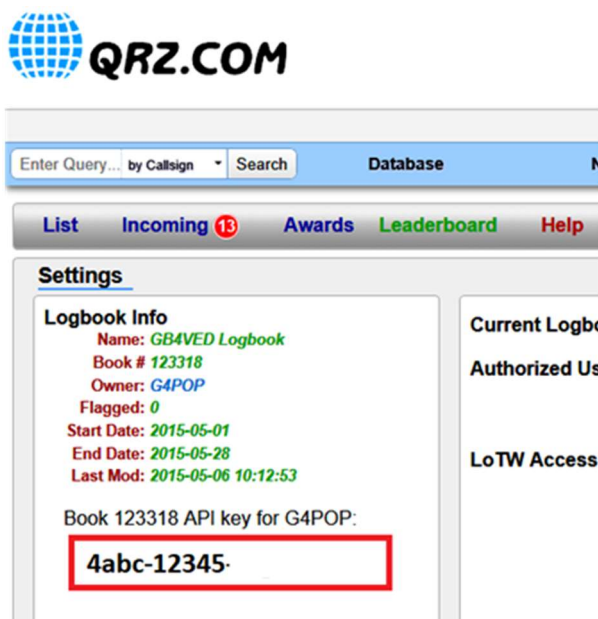 QRZ.COM
Enter Query... by Callsign Search Database
List Incoming 13 Awards Leaderboard Help
Settings
Logbook Info
Name: GB4VED Logbook
Book # 123318
Owner: G4POP
Flagged: 0
Start Date: 2015-05-01
End Date: 2015-05-28
Last Mod: 2015-05-06 10:12:53
Book 123318 API key for G4POP:
4abc-12345
Current Logb
Authorized Us
LoTW Access